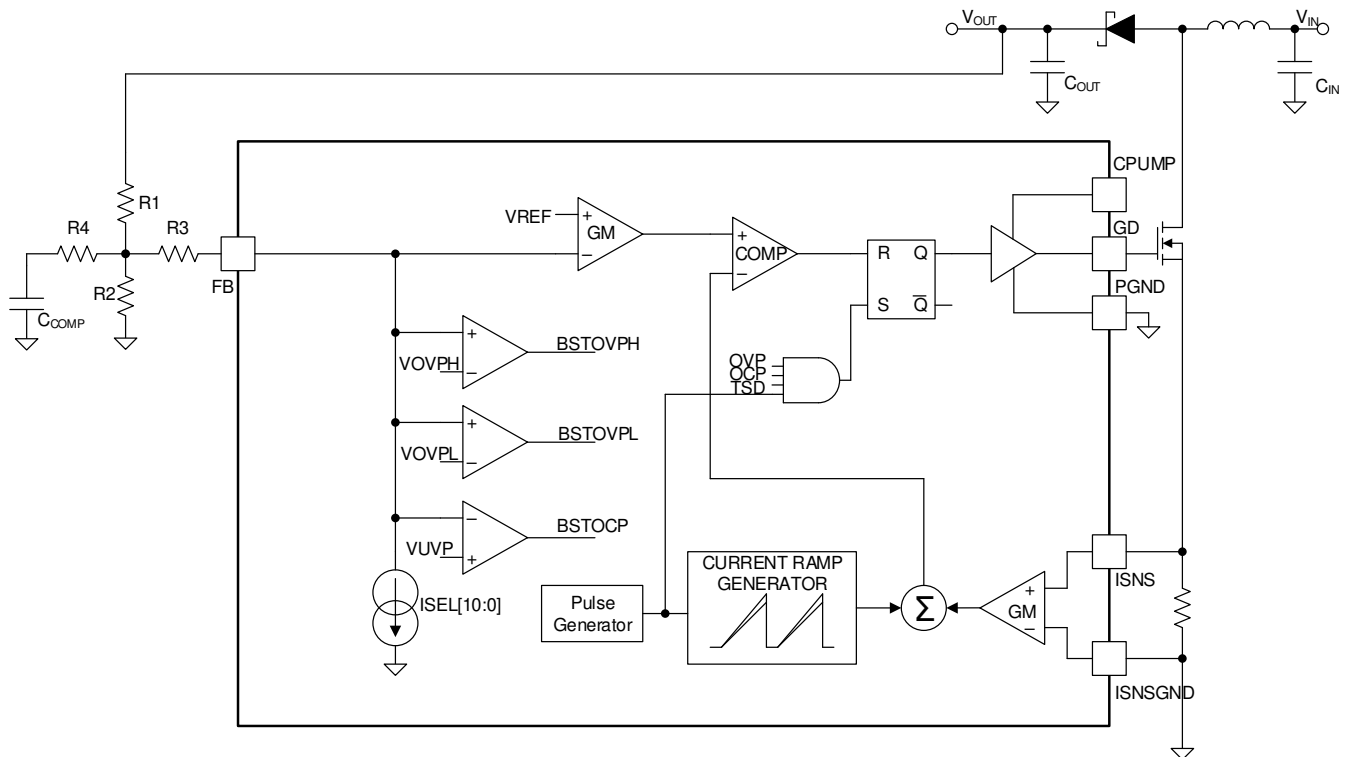 VOUT
VIN
COUT
CIN
CPUMP
R1
R4
R3
VREF
+
GM
−
+
COMP
−
R
Q
S
Q̅
GD
FB
R2
PGND
CCOMP
+
VOVPH
−
BSTOVPH
OVP
OCP
TSD
+
VOVPL
−
BSTOVPL
−
VUVP
+
BSTOCP
CURRENT RAMP
GENERATOR
ISNS
ISEL[10:0]
Pulse
Generator
Σ
+
GM
−
ISNSGND